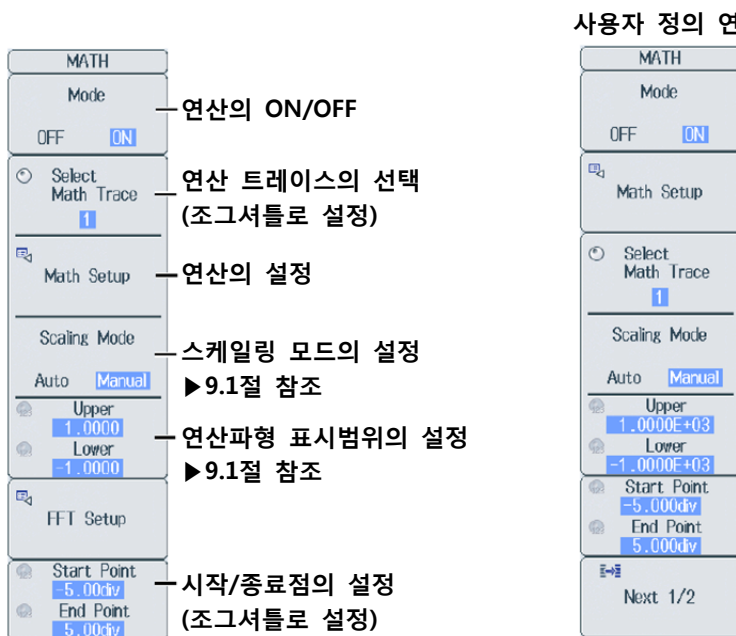 사용자 정의 연
MATH
Mode
OFF ON
연산의 ON/OFF
Select
Math Trace
1
연산 트레이스의 선택
(조그셔틀로 설정)
Math Setup
연산의 설정
Scaling Mode
Auto Manual
스케일링 모드의 설정
▶9.1절 참조
Upper
1.0000
Lower
-1.0000
연산파형 표시범위의 설정
▶9.1절 참조
FFT Setup
Start Point
-5.00div
End Point
5.00div
시작/종료점의 설정
(조그셔틀로 설정)
MATH
Mode
OFF ON
Math Setup
Select
Math Trace
1
Scaling Mode
Auto Manual
Upper
1.0000E+03
Lower
-1.0000E+03
Start Point
-5.000div
End Point
5.000div
Next 1/2